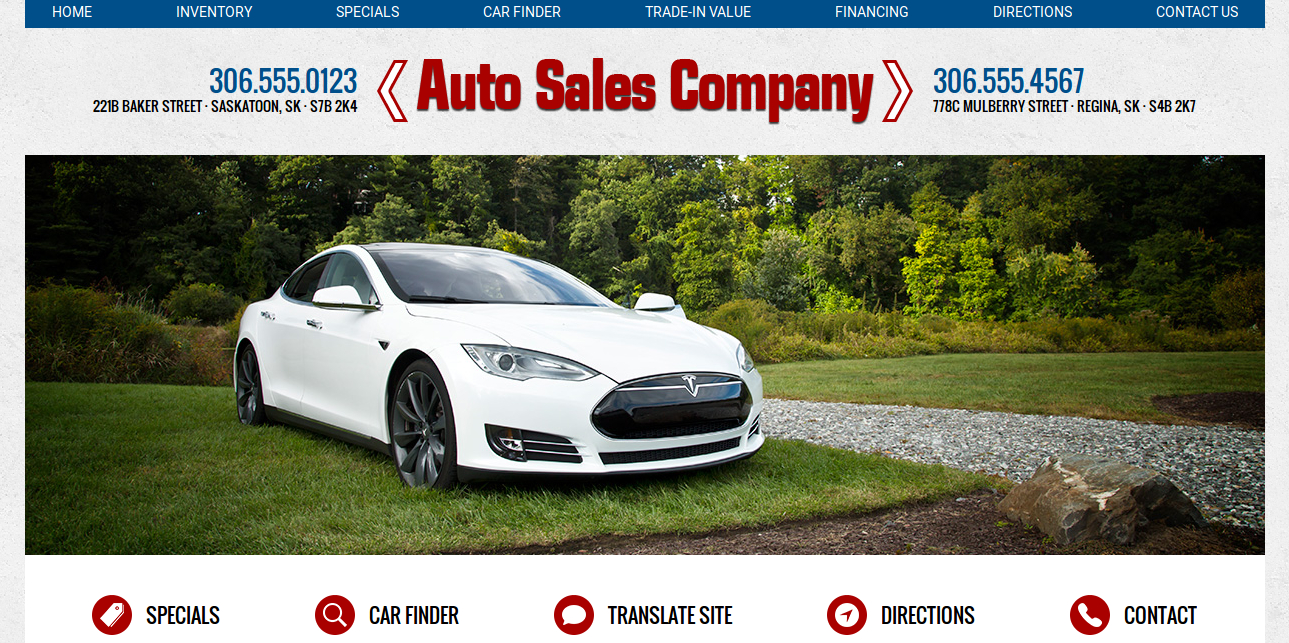 HOME INVENTORY SPECIALS CAR FINDER TRADE-IN VALUE FINANCING DIRECTIONS CONTACT US
306.555.0123
221B BAKER STREET · SASKATOON, SK · S7B 2K4
Auto Sales Company
306.555.4567
778C MULBERRY STREET · REGINA, SK · S4B 2K7
SPECIALS CAR FINDER TRANSLATE SITE DIRECTIONS CONTACT